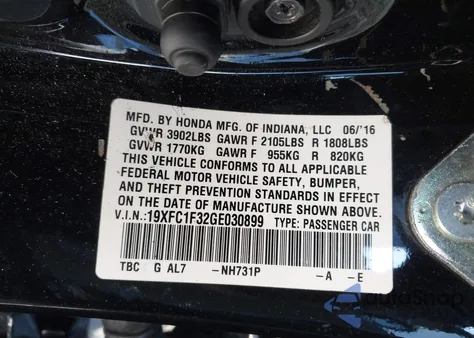 MFD. BY HONDA MFG. OF INDIANA, LLC 06/'16
GVWR 3902LBS GAWR F 2105LBS R 1808LBS
GVWR 1770KG GAWR F 955KG R 820KG
THIS VEHICLE CONFORMS TO ALL APPLICABLE
FEDERAL MOTOR VEHICLE SAFETY, BUMPER,
AND THEFT PREVENTION STANDARDS IN EFFECT
ON THE DATE OF MANUFACTURE SHOWN ABOVE.
V.I.N.:19XFC1F32GE030899 TYPE: PASSENGER CAR
TBC G AL7 -NH731P -A -E
AutoSnap